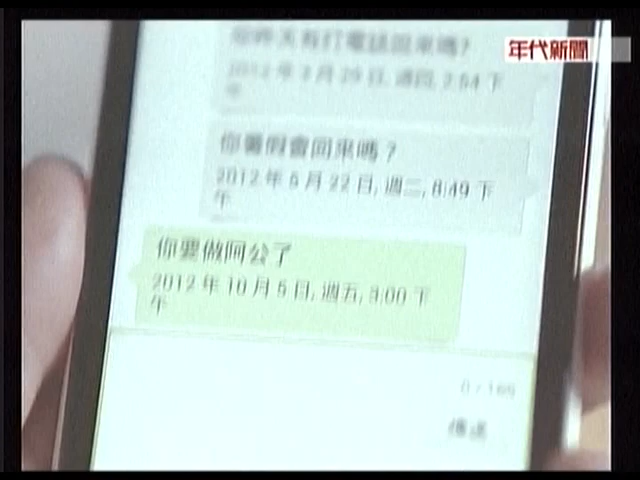 年代新聞
你昨天有打電話回來嗎?
2012 年 3 月 29 日, 週四, 2:54 下
午
你暑假會回來嗎？
2012 年 5 月 22 日, 週二, 8:49 下
午
你要做阿公了
2012 年 10 月 5 日, 週五, 3:00 下
午
傳送